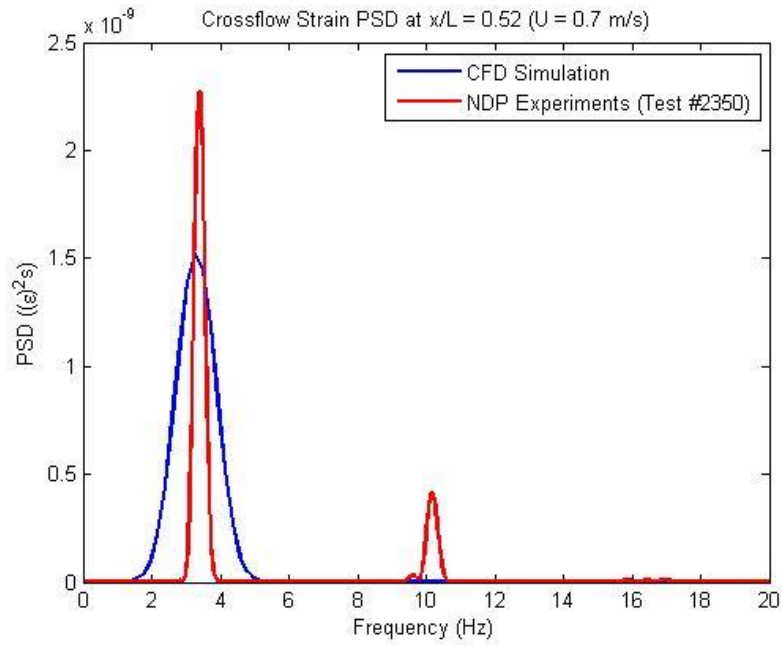 Crossflow Strain PSD at x/L = 0.52 (U = 0.7 m/s)
x 10⁻⁹
CFD Simulation
NDP Experiments (Test #2350)
2.5
2
1.5
1
0.5
0
PSD ((ε)²s)
0 2 4 6 8 10 12 14 16 18 20
Frequency (Hz)